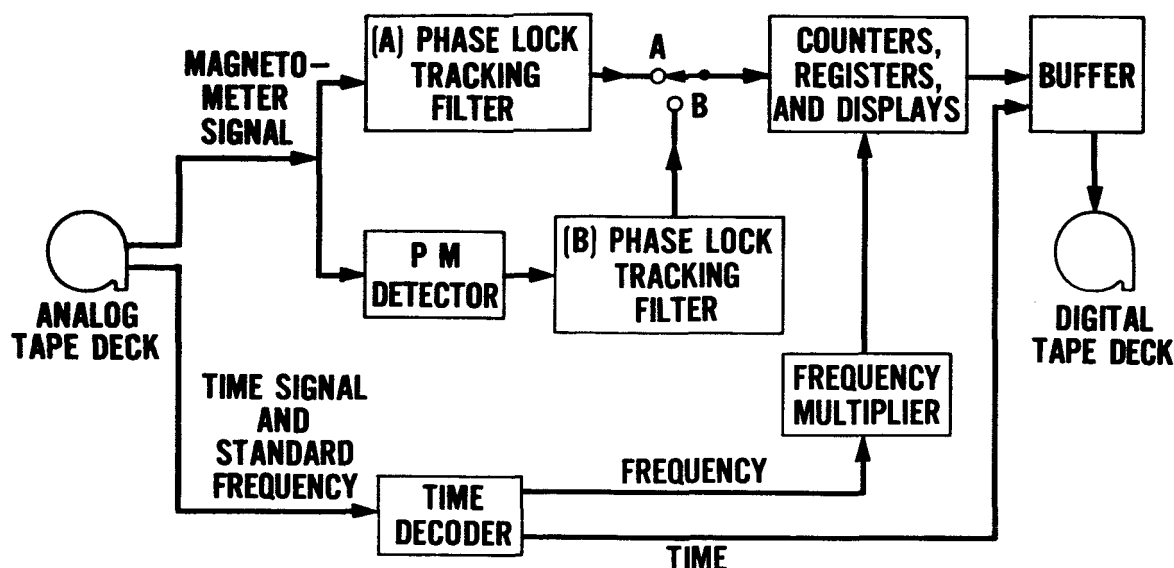 MAGNETO-
METER
SIGNAL
(A) PHASE LOCK
TRACKING
FILTER
A
B
COUNTERS,
REGISTERS,
AND DISPLAYS
BUFFER
P M
DETECTOR
(B) PHASE LOCK
TRACKING
FILTER
ANALOG
TAPE DECK
DIGITAL
TAPE DECK
TIME SIGNAL
AND
STANDARD
FREQUENCY
FREQUENCY
MULTIPLIER
TIME
DECODER
FREQUENCY
TIME